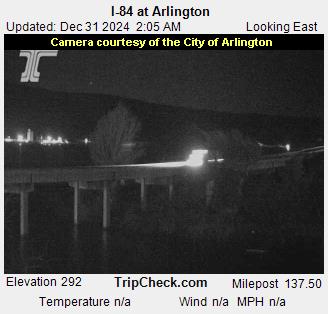 I-84 at Arlington
Updated: Dec 31 2024 2:05 AM Looking East
Camera courtesy of the City of Arlington
Elevation 292 TripCheck.com Milepost 137.50
Temperature n/a Wind n/a MPH n/a